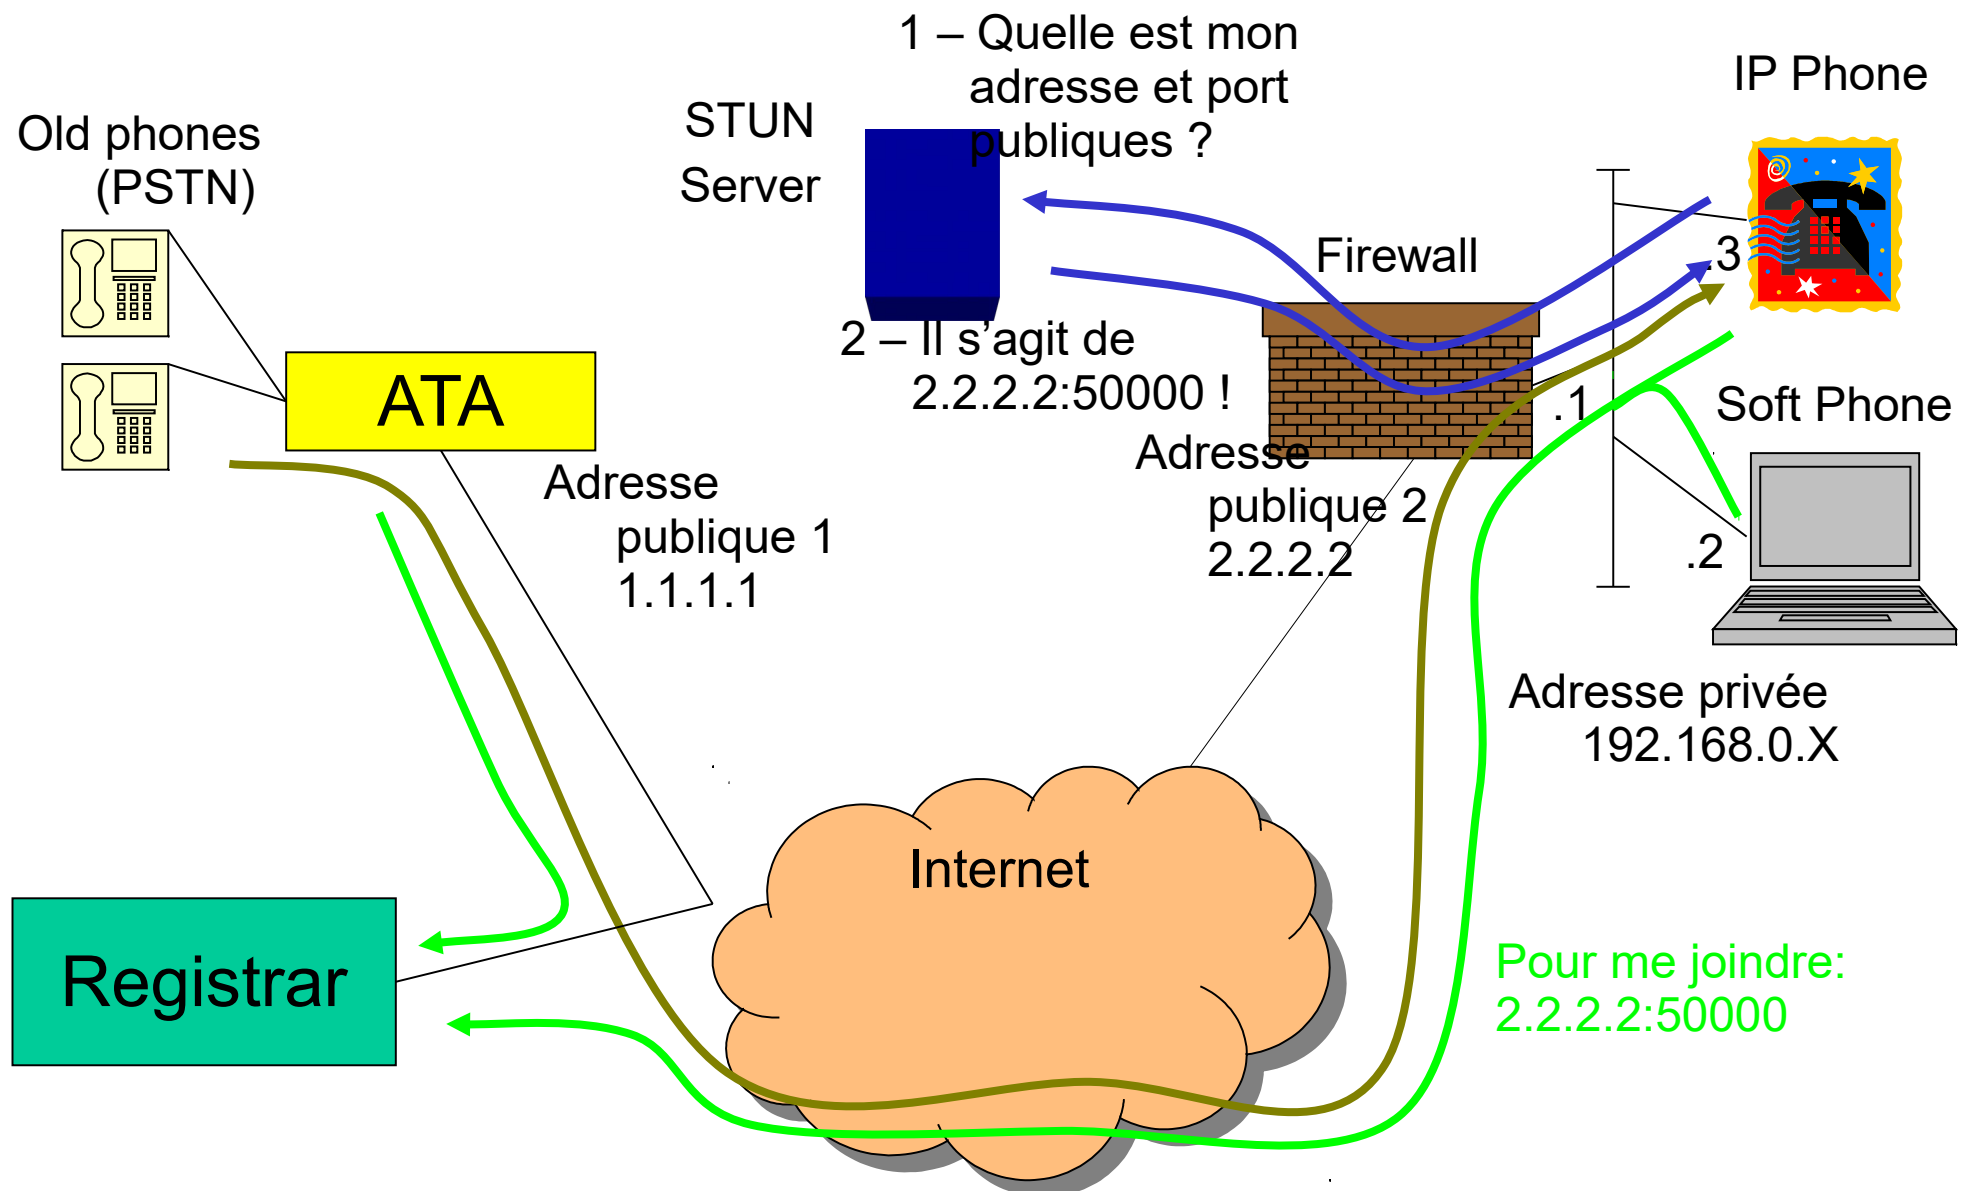 1 – Quelle est mon
adresse et port
publiques ?
IP Phone
STUN
Server
Old phones
(PSTN)
.3
Firewall
2 – Il s’agit de
2.2.2.2:50000 !
ATA
.1
Soft Phone
Adresse
publique 1
1.1.1.1
Adresse
publique 2
2.2.2.2
.2
Adresse privée
192.168.0.X
Internet
Registrar
Pour me joindre:
2.2.2.2:50000